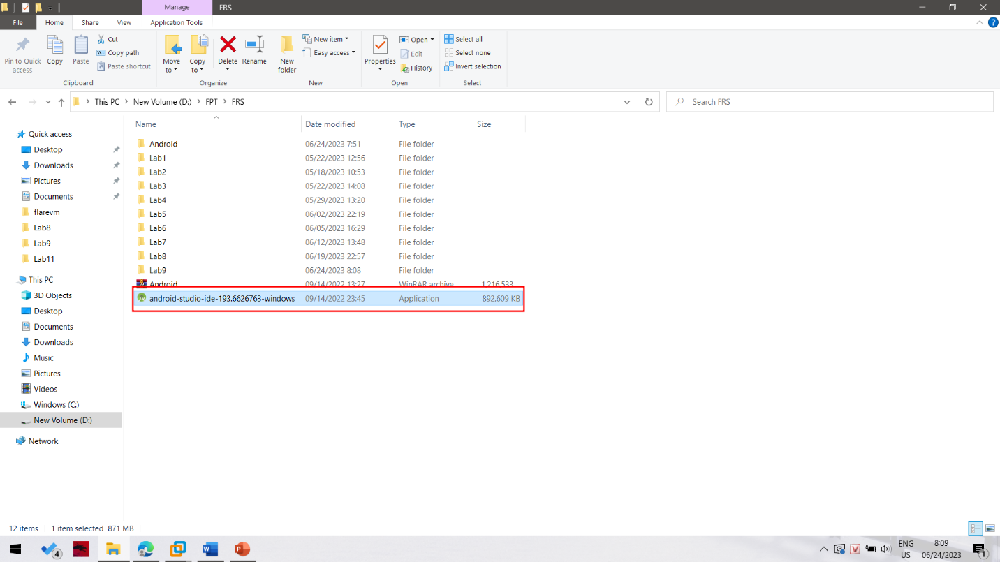 Manage
FRS
File
Home
Share
View
Application Tools
Pin to Quick access
Copy
Paste
Cut
Copy path
Paste shortcut
Clipboard
Move to
Copy to
Delete
Rename
Organize
New folder
New item
Easy access
New
Properties
Open
Edit
History
Open
Select all
Select none
Invert selection
Select
This PC > New Volume (D:) > FPT > FRS
Search FRS
Name Date modified Type Size
Quick access
Desktop
Downloads
Pictures
Documents
flarevm
Lab8
Lab9
Lab11
This PC
3D Objects
Desktop
Documents
Downloads
Music
Pictures
Videos
Windows (C:)
New Volume (D:)
Network
Android 06/24/2023 7:51 File folder
Lab1 05/22/2023 12:56 File folder
Lab2 05/18/2023 10:53 File folder
Lab3 05/22/2023 14:08 File folder
Lab4 05/29/2023 13:20 File folder
Lab5 06/02/2023 22:19 File folder
Lab6 06/05/2023 16:29 File folder
Lab7 06/12/2023 13:48 File folder
Lab8 06/19/2023 22:57 File folder
Lab9 06/24/2023 8:08 File folder
Android 09/14/2022 13:27 WinRAR archive 1,216,533
android-studio-ide-193.6626763-windows 09/14/2022 23:45 Application 892,609 KB
12 items 1 item selected 871 MB
4
ENG
US
8:09
06/24/2023
1